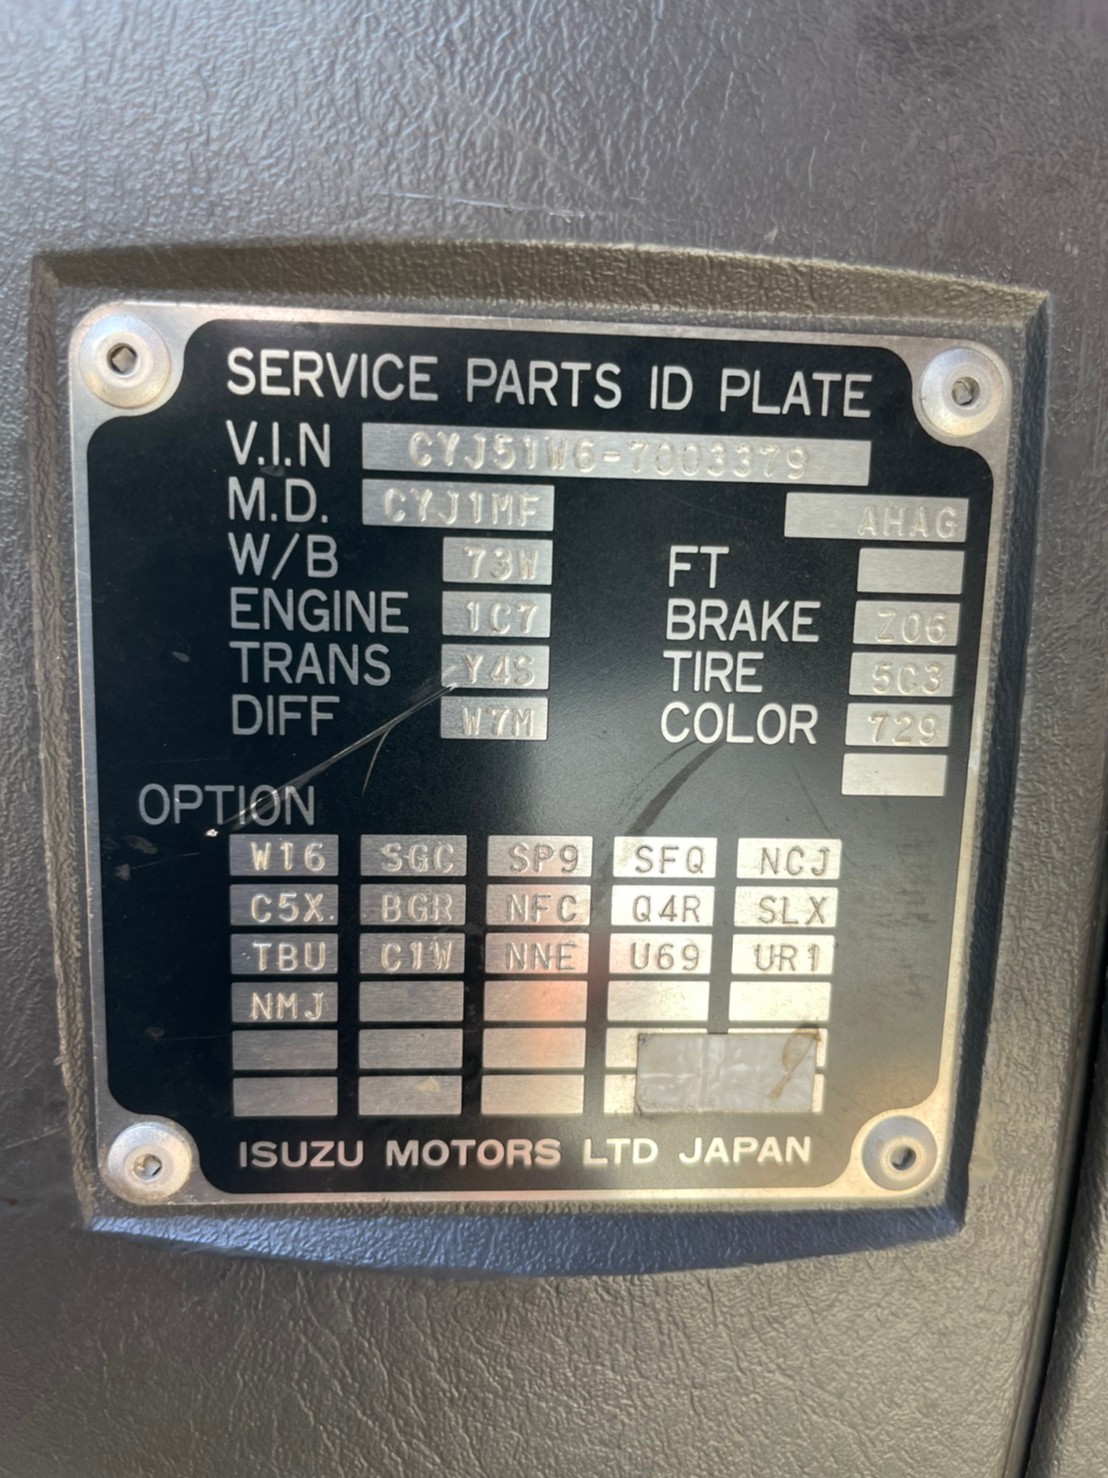 SERVICE PARTS ID PLATE
V.I.N CYJ51W6-7003379
M.D. CYJ1MF AHAG
W/B 73W FT
ENGINE 1C7 BRAKE Z06
TRANS Y4S TIRE 5C3
DIFF W7M COLOR 729
OPTION
W16 SGC SP9 SFQ NCJ
C5X BGR NFC Q4R SLX
TBU C1W NNE U69 UR1
NMJ
ISUZU MOTORS LTD JAPAN